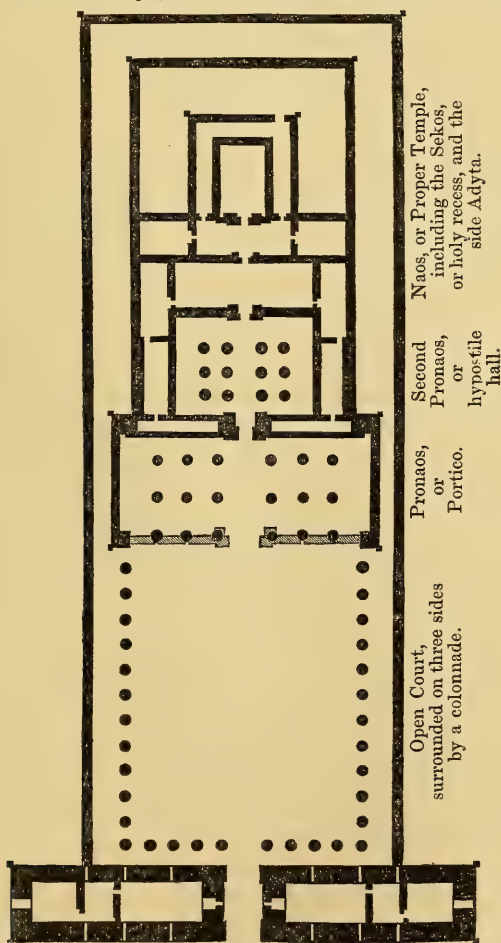 Naos, or Proper Temple,
including the Sekos,
or holy recess, and the
side Adyta.
Second
Pronaos,
or
hypostile
hall.
Pronaos,
or
Portico.
Open Court,
surrounded on three sides
by a colonnade.